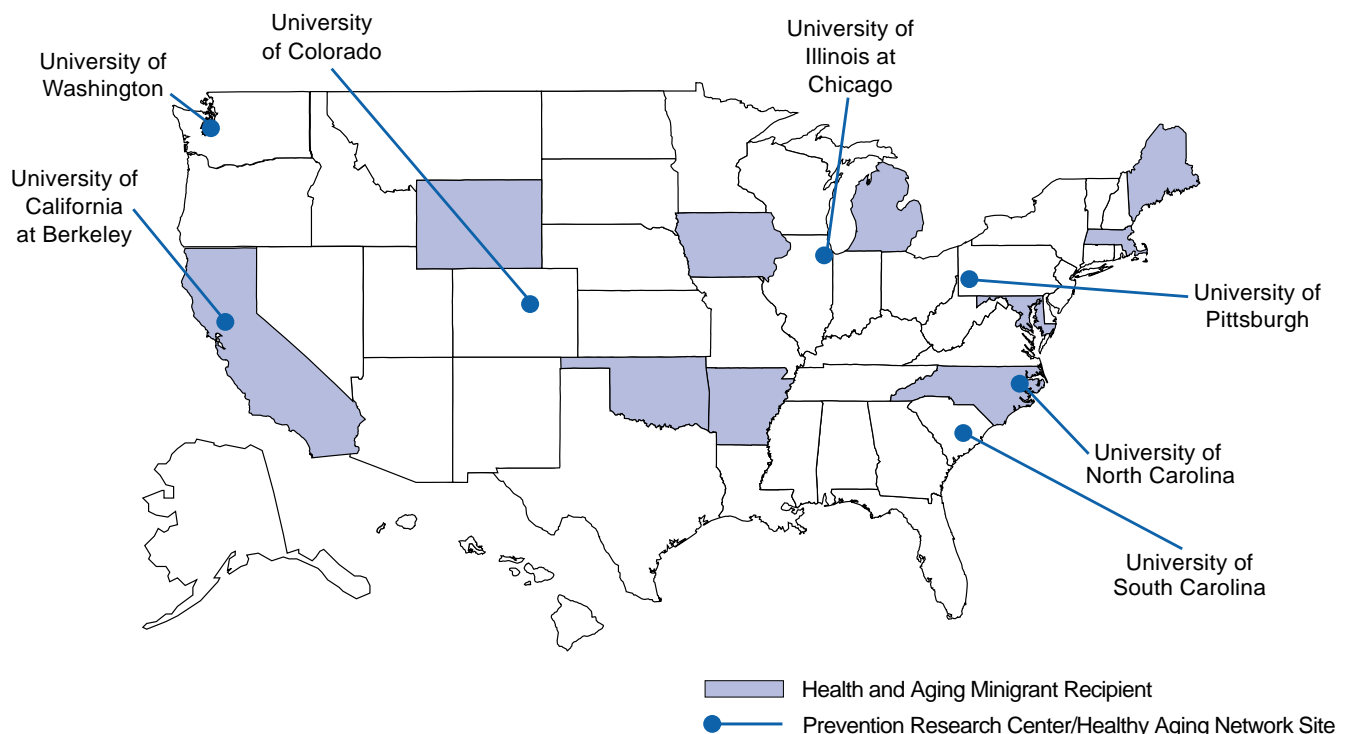 University
of Colorado
University of
Illinois at
Chicago
University of
Washington
University of
California
at Berkeley
University of
Pittsburgh
University of
North Carolina
University of
South Carolina
Health and Aging Minigrant Recipient
Prevention Research Center/Healthy Aging Network Site